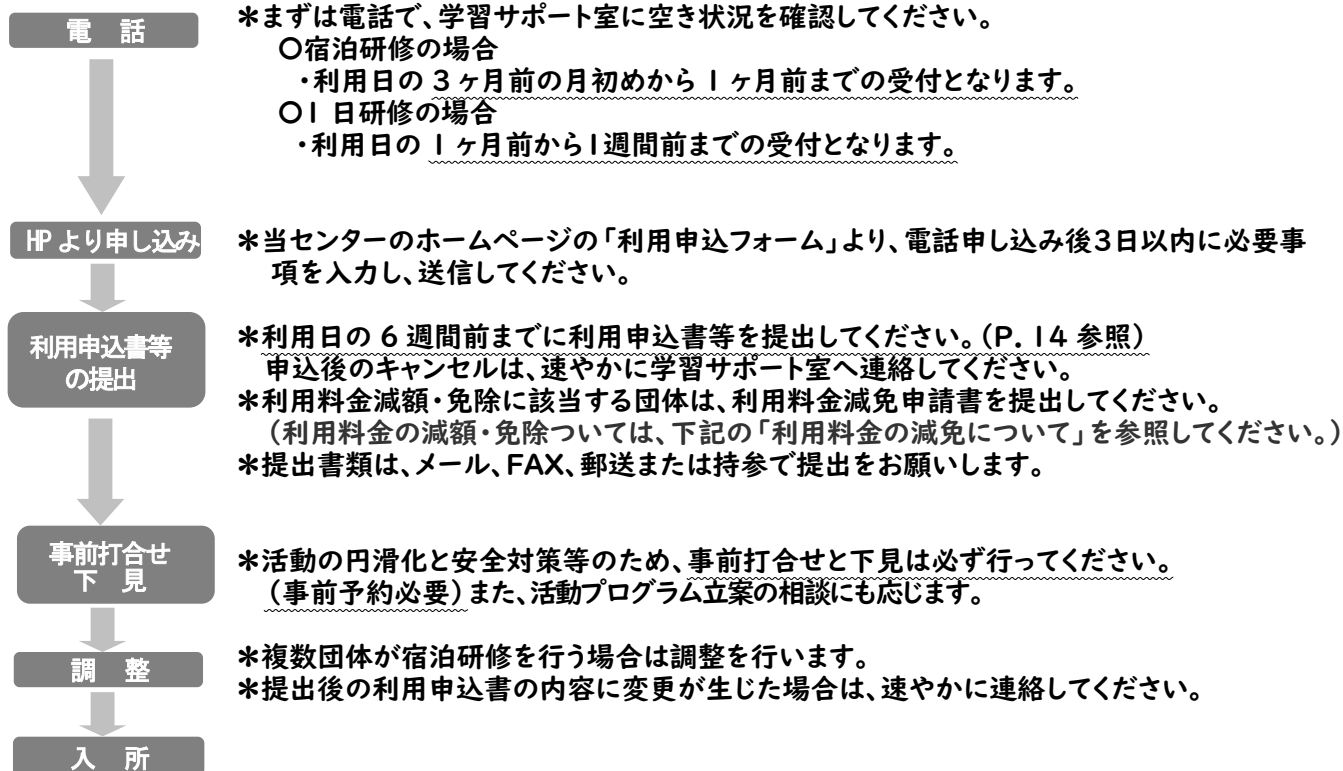 電 話
＊まずは電話で、学習サポート室に空き状況を確認してください。
〇宿泊研修の場合
・利用日の３ヶ月前の月初めから１ヶ月前までの受付となります。
〇１日研修の場合
・利用日の１ヶ月前から１週間前までの受付となります。
HPより申し込み
＊当センターのホームページの「利用申込フォーム」より、電話申し込み後３日以内に必要事
項を入力し、送信してください。
利用申込書等
の提出
＊利用日の６週間前までに利用申込書等を提出してください。（P．14参照）
申込後のキャンセルは、速やかに学習サポート室へ連絡してください。
＊利用料金減額・免除に該当する団体は、利用料金減免申請書を提出してください。
（利用料金の減額・免除ついては、下記の「利用料金の減免について」を参照してください。）
＊提出書類は、メール、FAX、郵送または持参で提出をお願いします。
事前打合せ
下 見
＊活動の円滑化と安全対策等のため、事前打合せと下見は必ず行ってください。
（事前予約必要）また、活動プログラム立案の相談にも応じます。
調 整
＊複数団体が宿泊研修を行う場合は調整を行います。
＊提出後の利用申込書の内容に変更が生じた場合は、速やかに連絡してください。
入 所